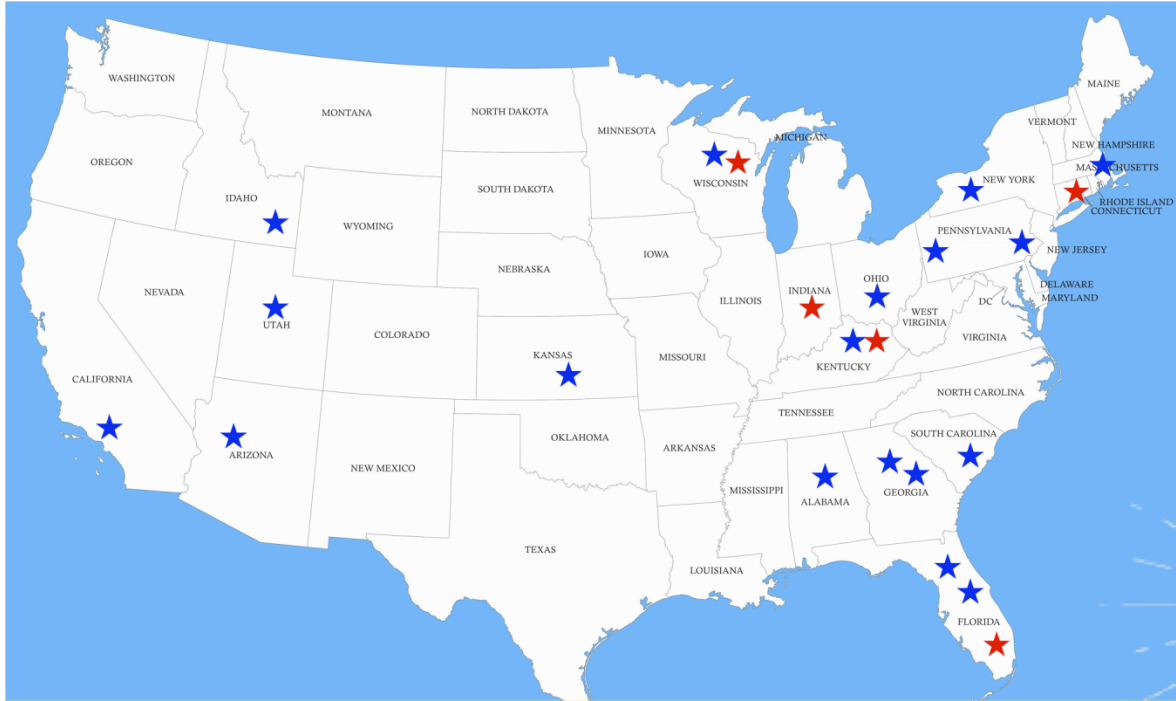 MAINE
WASHINGTON
MONTANA
NORTH DAKOTA
MINNESOTA
VERMONT
MICHIGAN
NEW HAMPSHIRE
OREGON
MASSACHUSETTS
WISCONSIN
NEW YORK
SOUTH DAKOTA
IDAHO
RHODE ISLAND
CONNECTICUT
WYOMING
PENNSYLVANIA
NEW JERSEY
IOWA
NEBRASKA
OHIO
DELAWARE
INDIANA
NEVADA
MARYLAND
ILLINOIS
DC
WEST
VIRGINIA
UTAH
COLORADO
VIRGINIA
KANSAS
MISSOURI
KENTUCKY
CALIFORNIA
NORTH CAROLINA
TENNESSEE
SOUTH CAROLINA
OKLAHOMA
ARKANSAS
ARIZONA
NEW MEXICO
MISSISSIPPI
GEORGIA
ALABAMA
TEXAS
LOUISIANA
FLORIDA